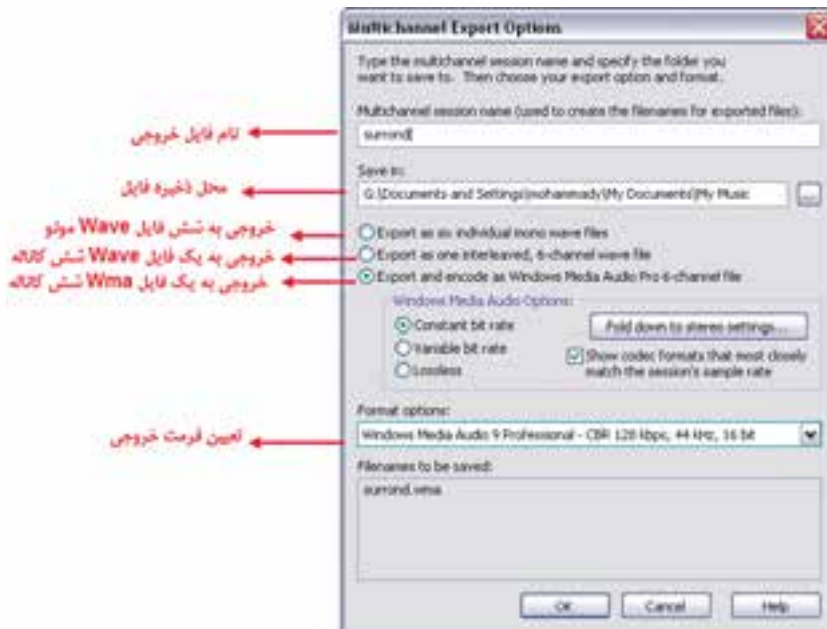 Multichannel Export Options
Type the multichannel session name and specify the folder you
want to save to. Then choose your export option and format.
Multichannel session name (used to create the filenames for exported files):
نام فایل خروجی
surrond
Save in:
محل ذخیره فایل
G:\Documents and Settings\mohammady\My Documents\My Music
...
خروجی به شش فایل Wave مونو
Export as six individual mono wave files
خروجی به یک فایل Wave شش کاناله
Export as one interleaved, 6-channel wave file
خروجی به یک فایل Wma شش کاناله
Export and encode as Windows Media Audio Pro 6-channel file
Windows Media Audio Options:
Constant bit rate
Fold down to stereo settings...
Variable bit rate
Show codec formats that most closely
match the session's sample rate
Lossless
Format options:
تعیین فرمت خروجی
Windows Media Audio 9 Professional - CBR 128 kbps, 44 kHz, 16 bit
Filenames to be saved:
surrond.wma
OK
Cancel
Help